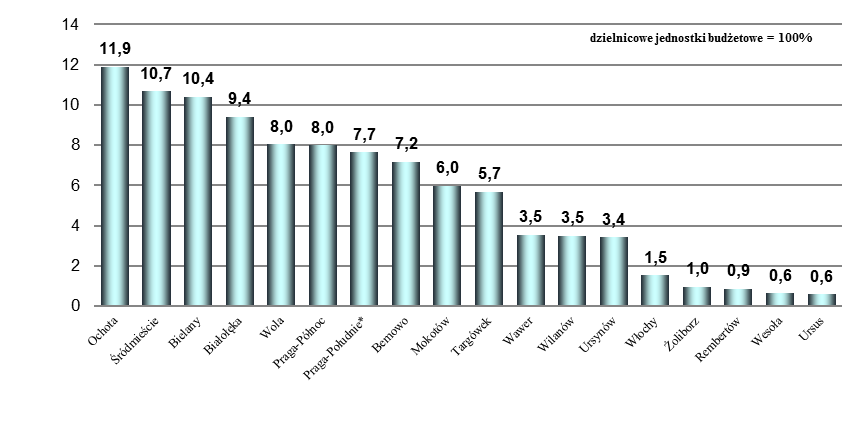 14
dzielnicowe jednostki budżetowe = 100%
12
10
8
6
4
2
0
11,9
10,7
10,4
9,4
8,0
8,0
7,7
7,2
6,0
5,7
3,5
3,5
3,4
1,5
1,0
0,9
0,6
0,6
Ochota
Śródmieście
Bielany
Białołęka
Wola
Praga-Północ
Praga-Południe*
Bemowo
Mokotów
Targówek
Wawer
Wilanów
Ursynów
Włochy
Żoliborz
Rembertów
Wesoła
Ursus